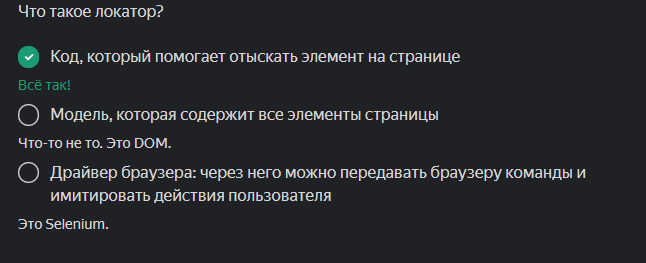 Что такое локатор?
Код, который помогает отыскать элемент на странице
Всё так!
Модель, которая содержит все элементы страницы
Что-то не то. Это DOM.
Драйвер браузера: через него можно передавать браузеру команды и
имитировать действия пользователя
Это Selenium.